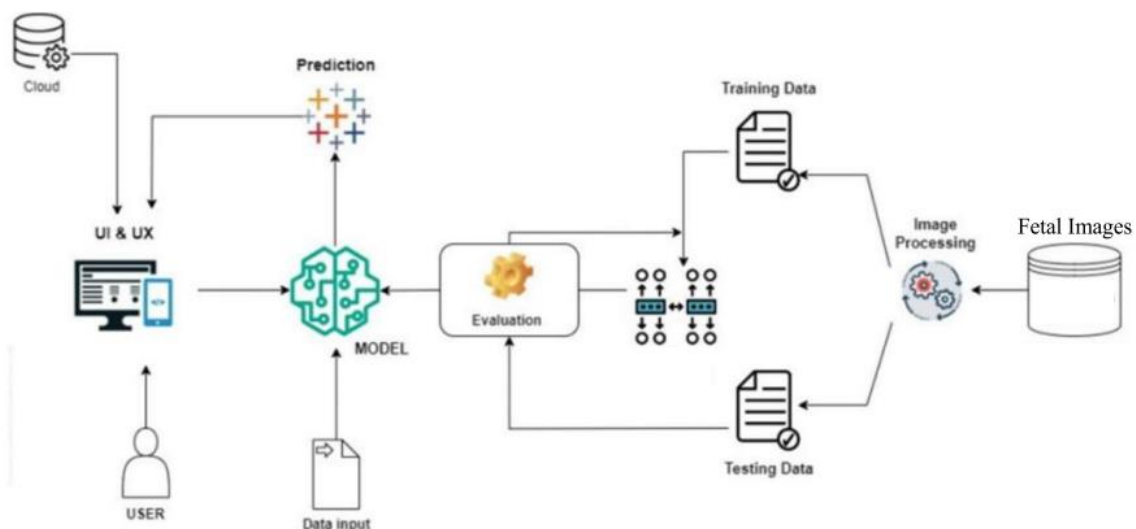 Cloud
Prediction
Training Data
UI & UX
Image
Processing
Fetal Images
Evaluation
MODEL
USER
Data input
Testing Data